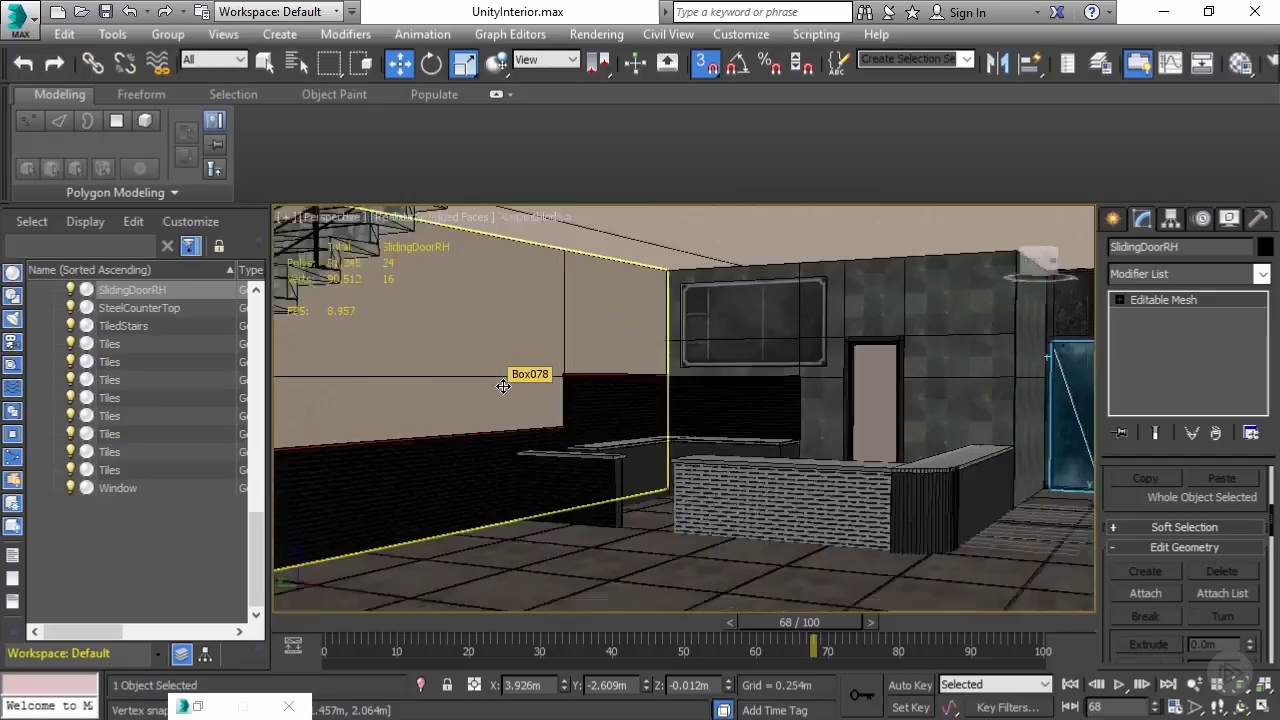 Workspace: Default
UnityInterior.max
Type a keyword or phrase
Sign In
MAX
Edit
Tools
Group
Views
Create
Modifiers
Animation
Graph Editors
Rendering
Civil View
Customize
Scripting
Help
All
View
3
Create Selection Se
Modeling
Freeform
Selection
Object Paint
Populate
Polygon Modeling
Select
Display
Edit
Customize
Name (Sorted Ascending)
Type
SlidingDoorRH
SteelCounterTop
TiledStairs
Tiles
Tiles
Tiles
Tiles
Tiles
Tiles
Tiles
Tiles
Window
[ + ] [ Perspective ]
Total
SlidingDoorRH
24
16
FPS:
8.957
Box078
SlidingDoorRH
Modifier List
Editable Mesh
Copy
Paste
Whole Object Selected
+ Soft Selection
- Edit Geometry
Create
Delete
Attach
Attach List
Break
Turn
Extrude
0.0m
< 68 / 100 >
0
10
20
30
40
50
60
70
80
90
100
Workspace: Default
1 Object Selected
X: 3.926m
Y: -2.609m
Z: -0.012m
Grid = 0.254m
Auto Key
Selected
Welcome to M
Vertex snap
2.064m]
Add Time Tag
Set Key
Key Filters...
68